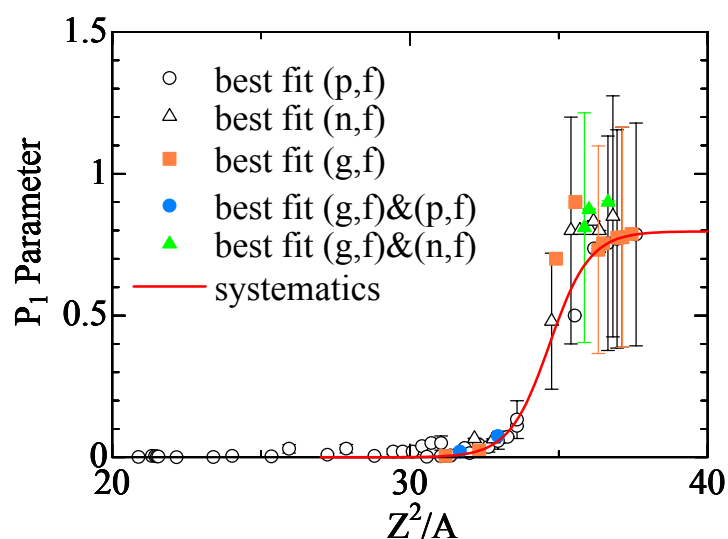 1.5
1
0.5
0
P₁ Parameter
best fit (p,f)
best fit (n,f)
best fit (g,f)
best fit (g,f)&(p,f)
best fit (g,f)&(n,f)
systematics
20 30 40
Z²/A